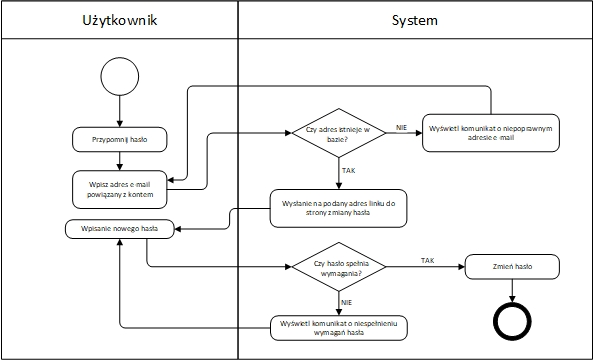 Użytkownik
System
Przypomnij hasło
Wpisz adres e-mail
powiązany z kontem
Czy adres istnieje w
bazie?
NIE
Wyświetl komunikat o niepoprawnym
adresie e-mail
TAK
Wysłanie na podany adres linku do
strony zmiany hasła
Wpisanie nowego hasła
Czy hasło spełnia
wymagania?
TAK
Zmień hasło
NIE
Wyświetl komunikat o niespełnieniu
wymagań hasła